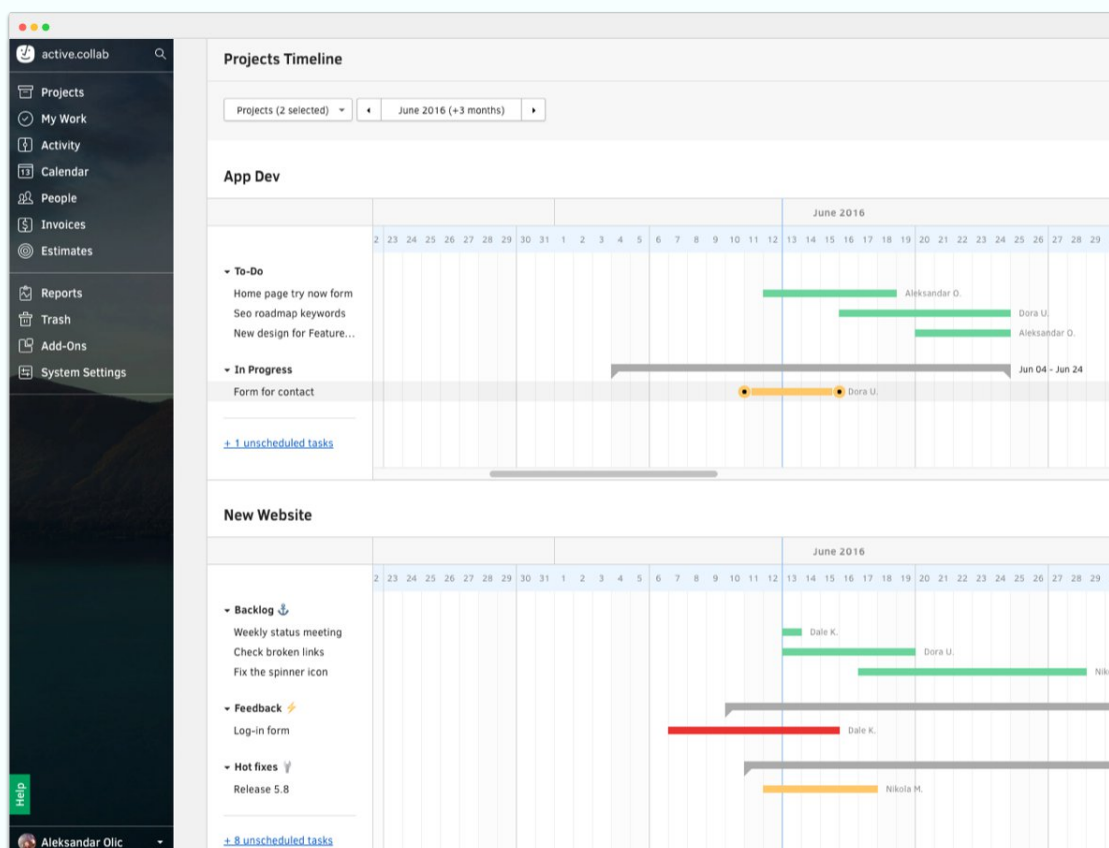 active.collab
Projects
My Work
Activity
13 Calendar
People
Invoices
Estimates
Reports
Trash
Add-Ons
System Settings
Help
Aleksandar Olic
Projects Timeline
Projects (2 selected)
June 2016 (+3 months)
App Dev
June 2016
2 23 24 25 26 27 28 29 30 31 1 2 3 4 5 6 7 8 9 10 11 12 13 14 15 16 17 18 19 20 21 22 23 24 25 26 27 28 29
To-Do
Home page try now form Aleksandar O.
Seo roadmap keywords Dora U.
New design for Feature... Aleksandar O.
In Progress Jun 04 - Jun 24
Form for contact Dora U.
+ 1 unscheduled tasks
New Website
June 2016
2 23 24 25 26 27 28 29 30 31 1 2 3 4 5 6 7 8 9 10 11 12 13 14 15 16 17 18 19 20 21 22 23 24 25 26 27 28 29
Backlog ⚓
Weekly status meeting Dale K.
Check broken links Dora U.
Fix the spinner icon Nik
Feedback ⚡
Log-in form Dale K.
Hot fixes 🔧
Release 5.8 Nikola M.
+ 8 unscheduled tasks